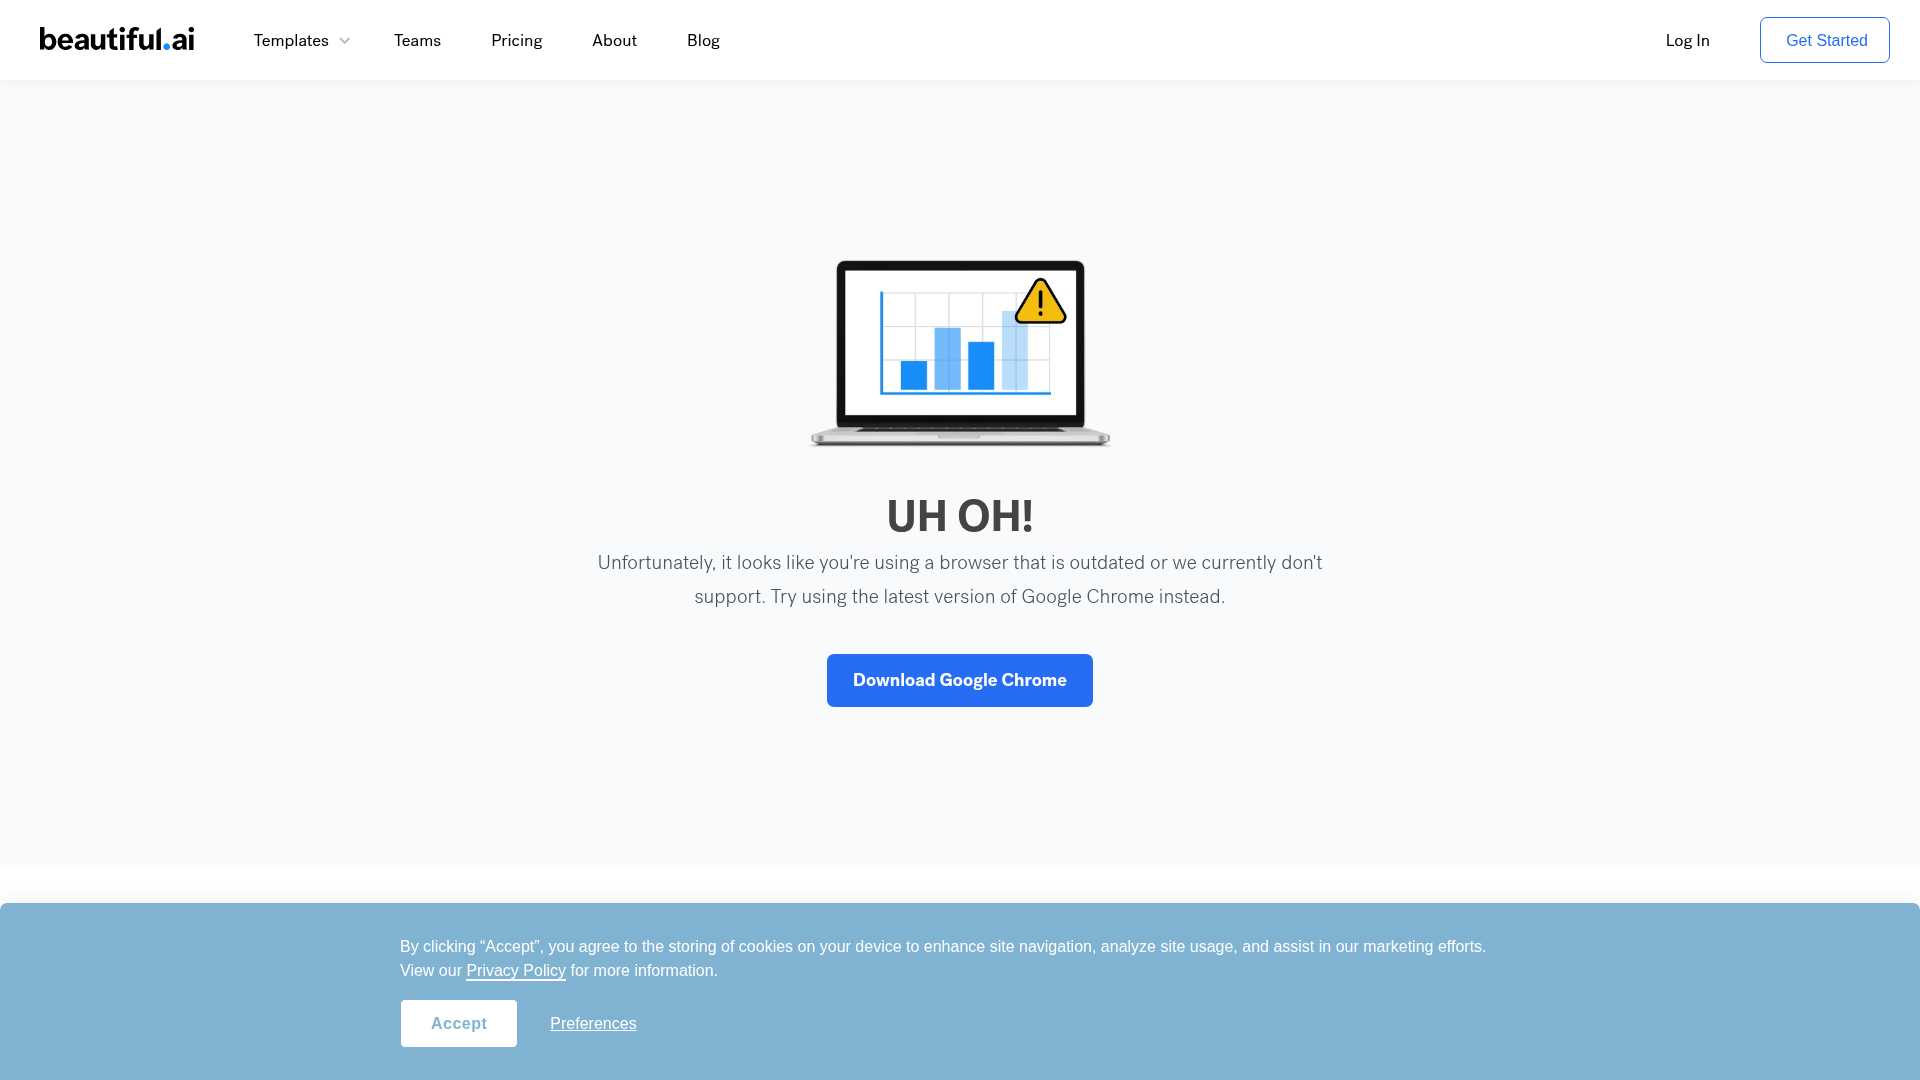 beautiful.ai Templates Teams Pricing About Blog Log In Get Started
UH OH!
Unfortunately, it looks like you're using a browser that is outdated or we currently don't
support. Try using the latest version of Google Chrome instead.
Download Google Chrome
By clicking “Accept”, you agree to the storing of cookies on your device to enhance site navigation, analyze site usage, and assist in our marketing efforts.
View our Privacy Policy for more information.
Accept Preferences